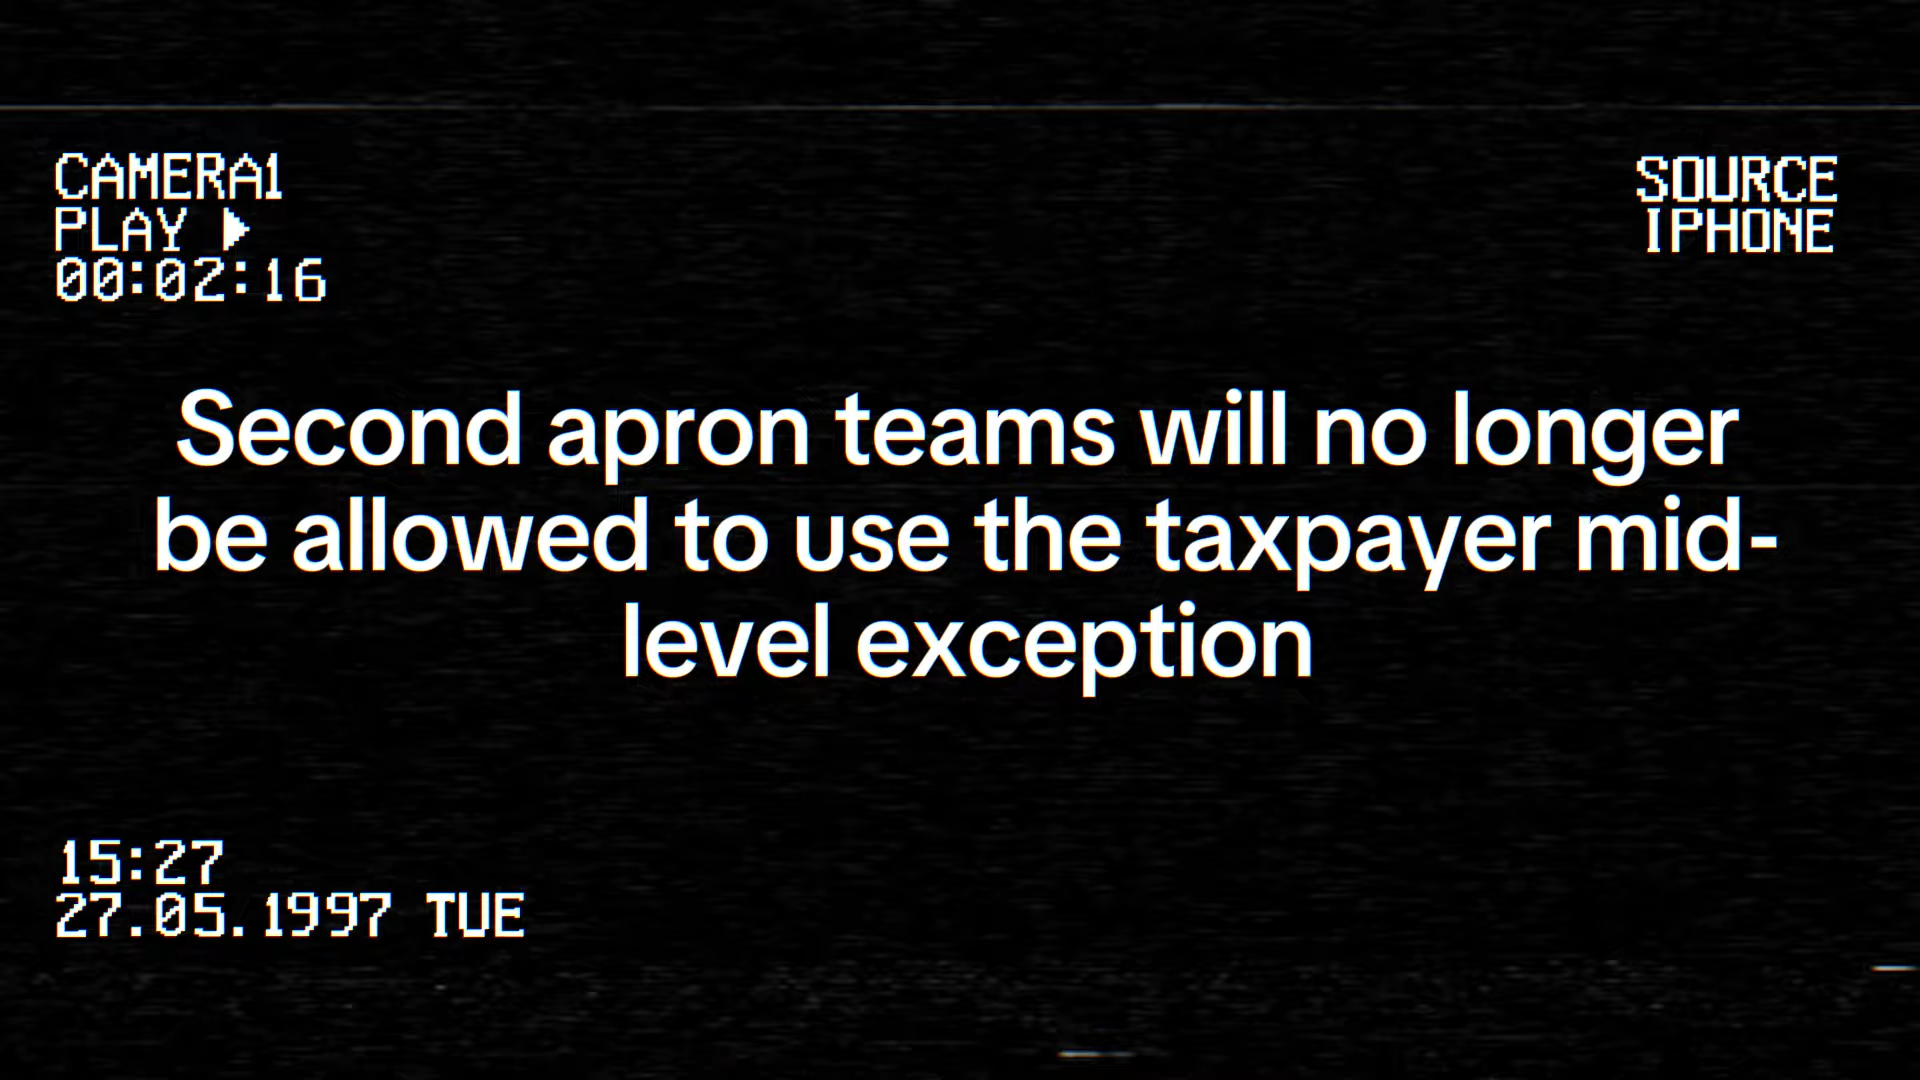 CAMERA1
PLAY ▶
00:02:16
SOURCE
IPHONE
Second apron teams will no longer
be allowed to use the taxpayer mid-
level exception
15:27
27.05.1997 TUE